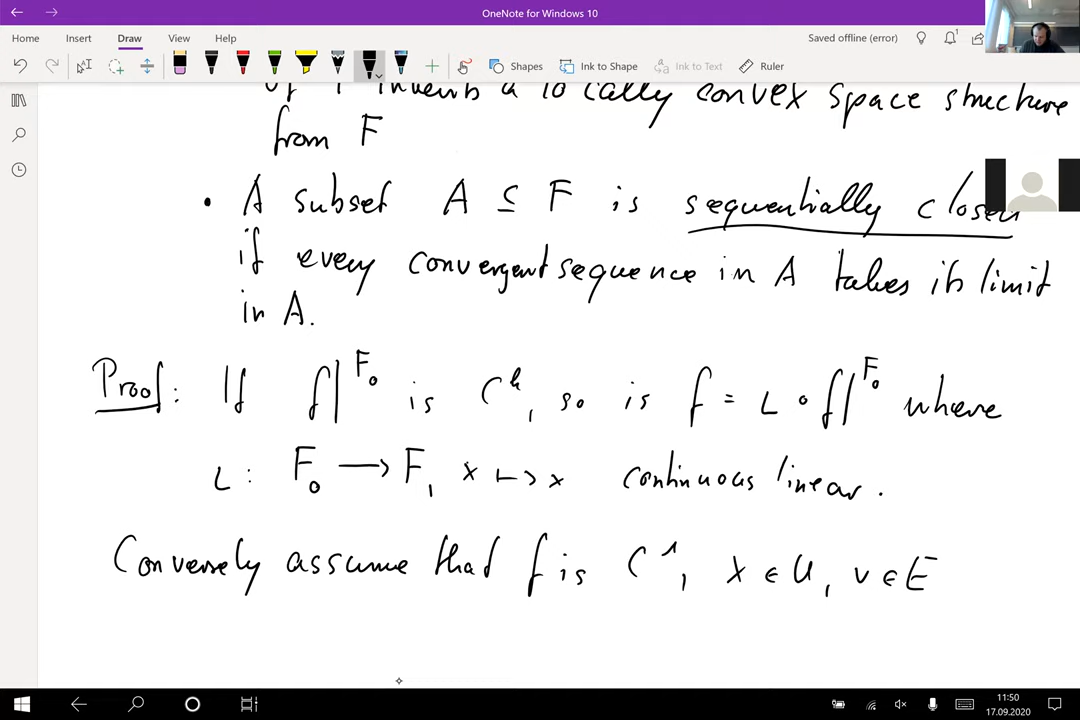 OneNote for Windows 10
Home Insert Draw View Help Saved offline (error)
Shapes Ink to Shape Ink to Text Ruler
of F inherits a locally convex space structure
from F
• A subset A ⊆ F is sequentially closed
if every convergent sequence in A takes its limit
in A.
Proof: If f|^{F_0} is C^k, so is f = L ∘ f|^{F_0} where
L: F_0 → F, x ↦ x continuous linear.
Conversely assume that f is C^1, x ∈ U, v ∈ E
11:50
17.09.2020